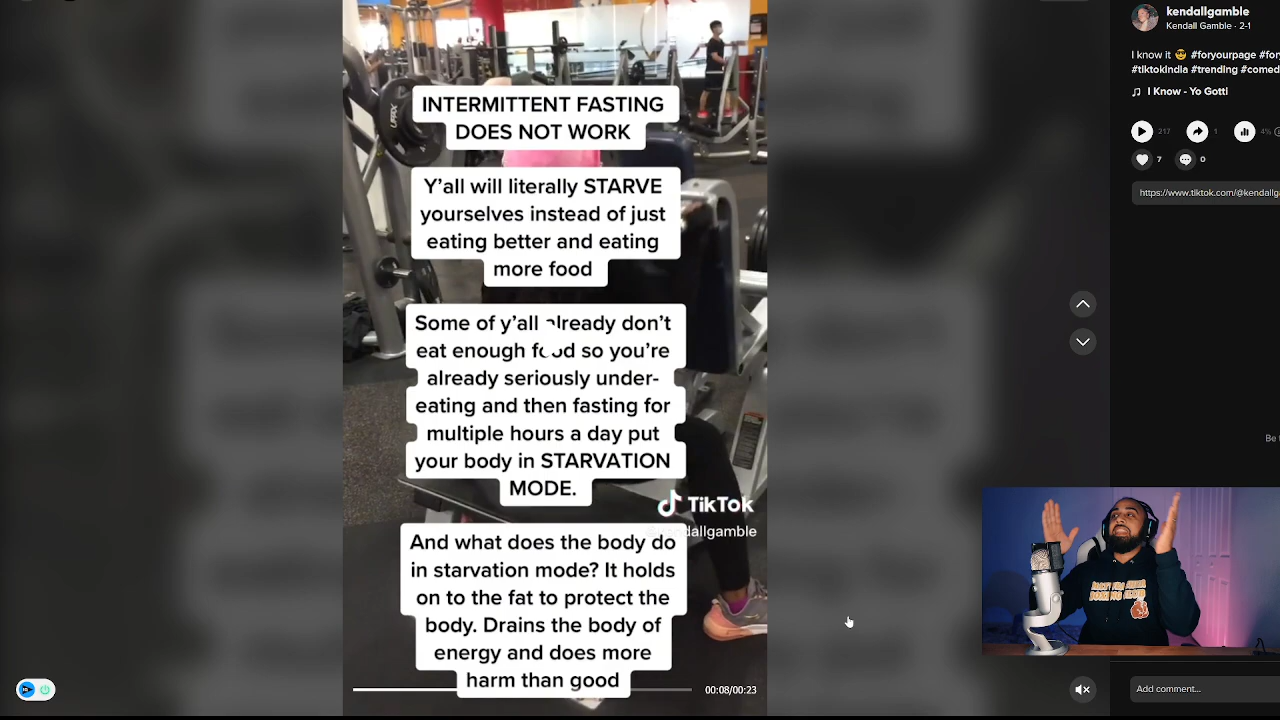 INTERMITTENT FASTING
DOES NOT WORK
Y'all will literally STARVE
yourselves instead of just
eating better and eating
more food
Some of y'all already don't
eat enough food so you're
already seriously under-
eating and then fasting for
multiple hours a day put
your body in STARVATION
MODE.
And what does the body do
in starvation mode? It holds
on to the fat to protect the
body. Drains the body of
energy and does more
harm than good
TikTok
00:08/00:23
kendallgamble
Kendall Gamble - 2-1
I know it 😎 #foryourpage #for
#tiktokindia #trending #comed
I Know - Yo Gotti
217
1
4%
7
0
https://www.tiktok.com/@kendallga
Add comment...